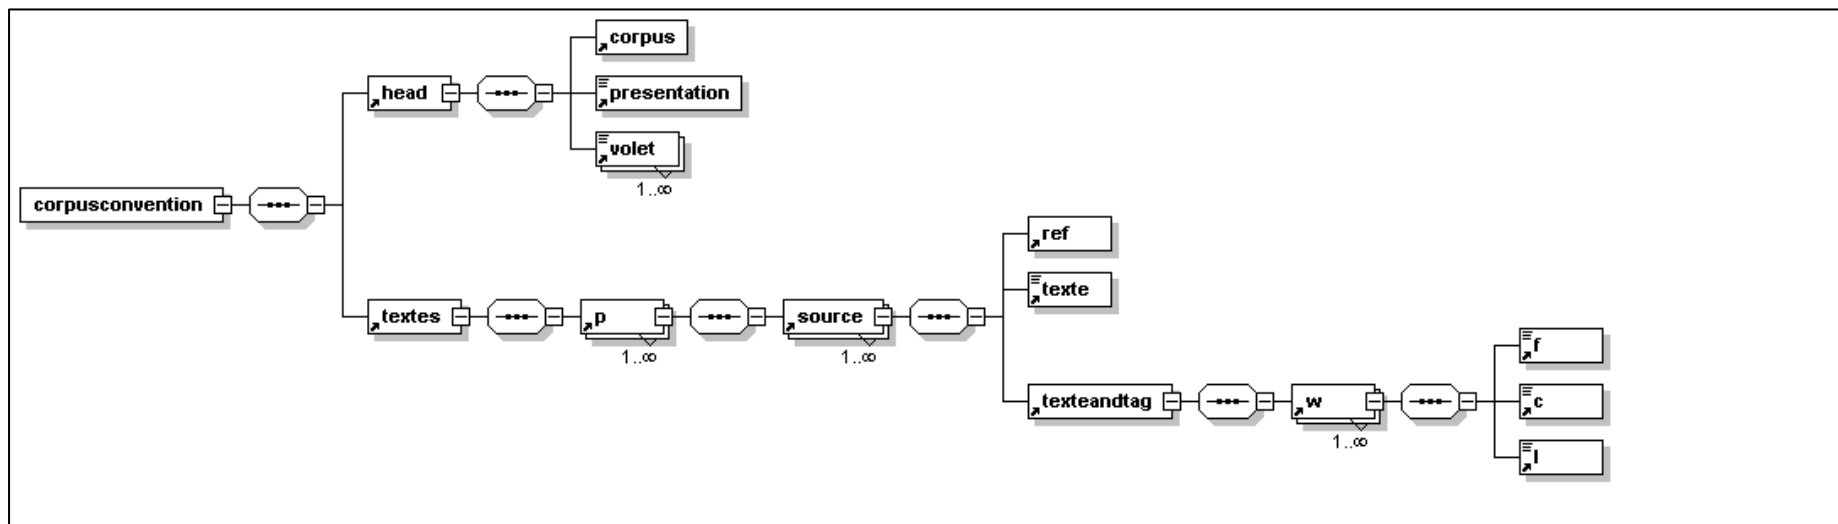 corpus
head
presentation
volet
1..∞
corpusconvention
ref
texte
textes
p
source
1..∞
1..∞
f
texteandtag
w
c
1..∞
l